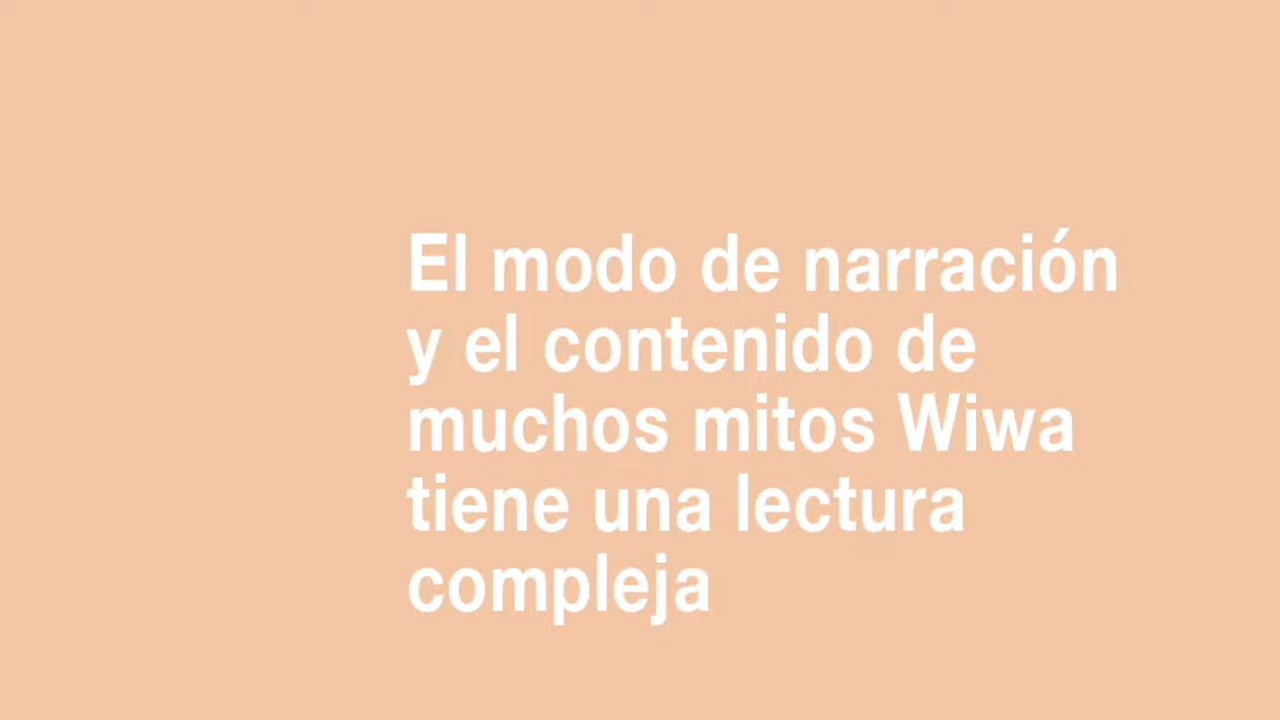 El modo de narración
y el contenido de
muchos mitos Wiwa
tiene una lectura
compleja